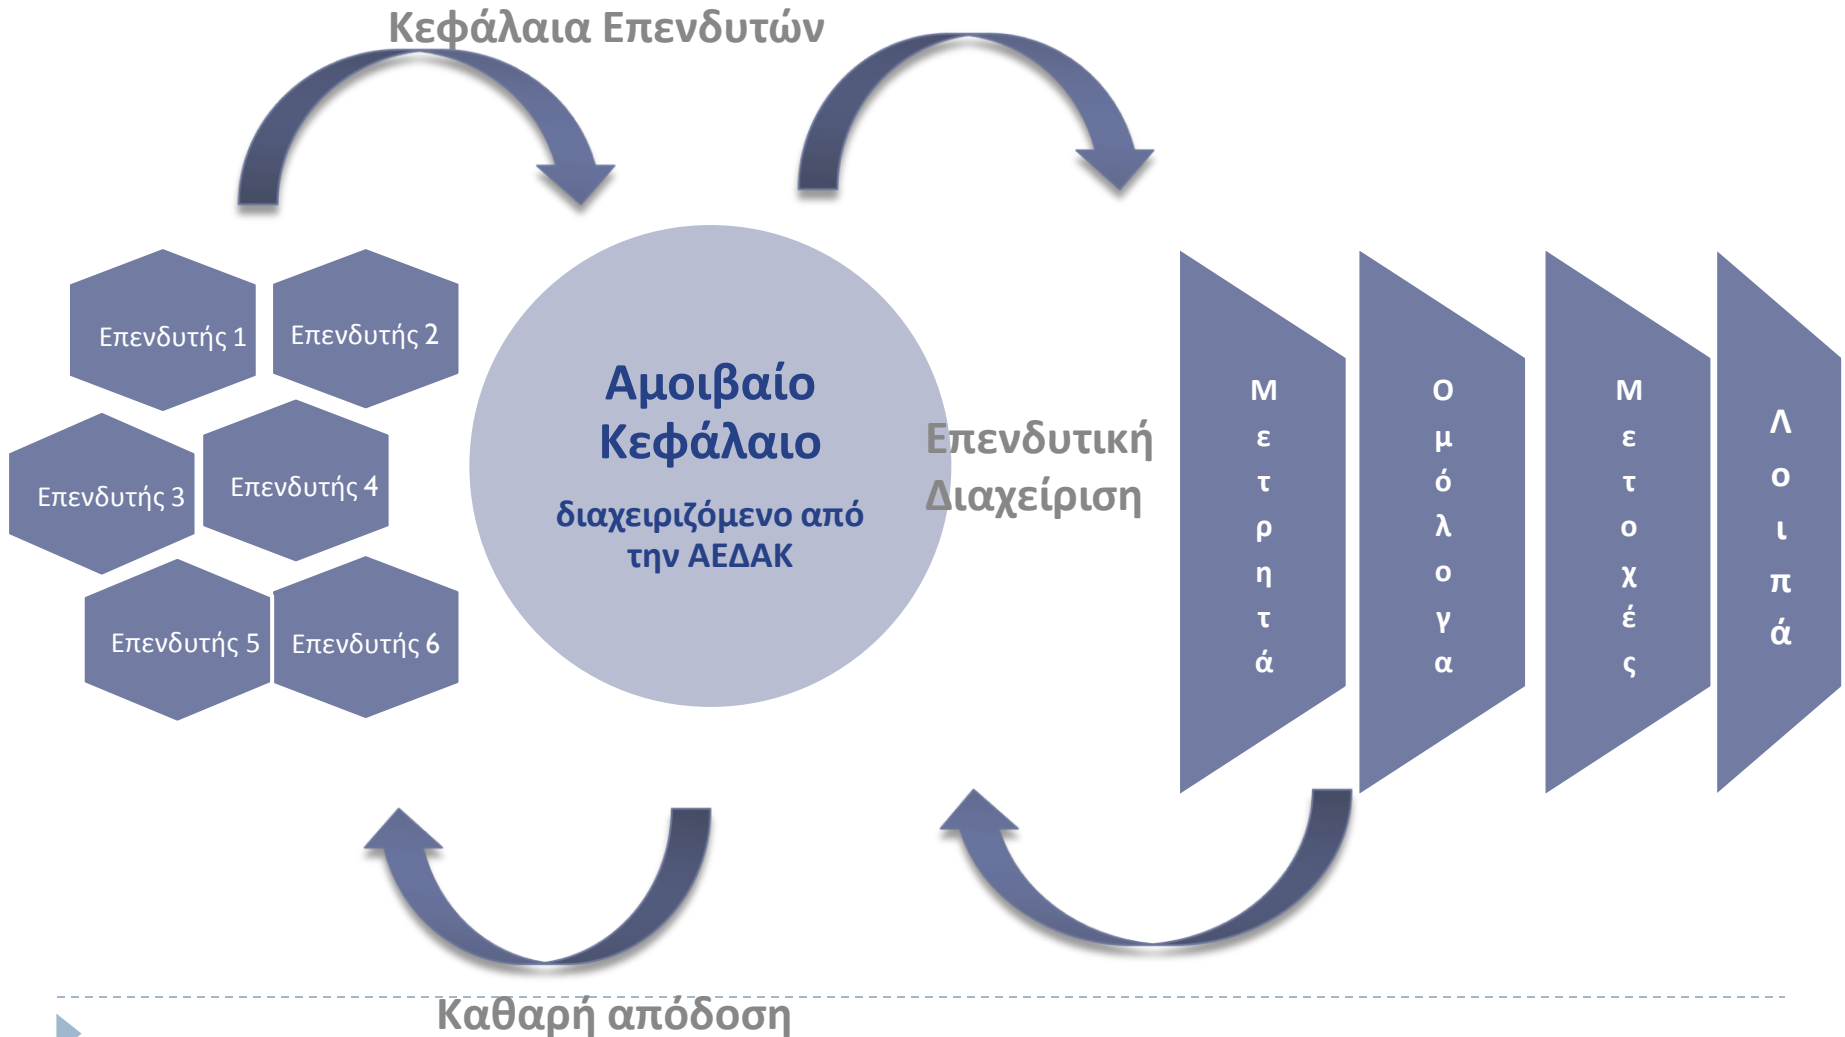 Κεφάλαια Επενδυτών
Επενδυτής 1
Επενδυτής 2
Επενδυτής 3
Επενδυτής 4
Επενδυτής 5
Επενδυτής 6
Αμοιβαίο
Κεφάλαιο
διαχειριζόμενο από
την ΑΕΔΑΚ
Επενδυτική
Διαχείριση
Μετρητά
Ομόλογα
Μετοχές
Λοιπά
Καθαρή απόδοση